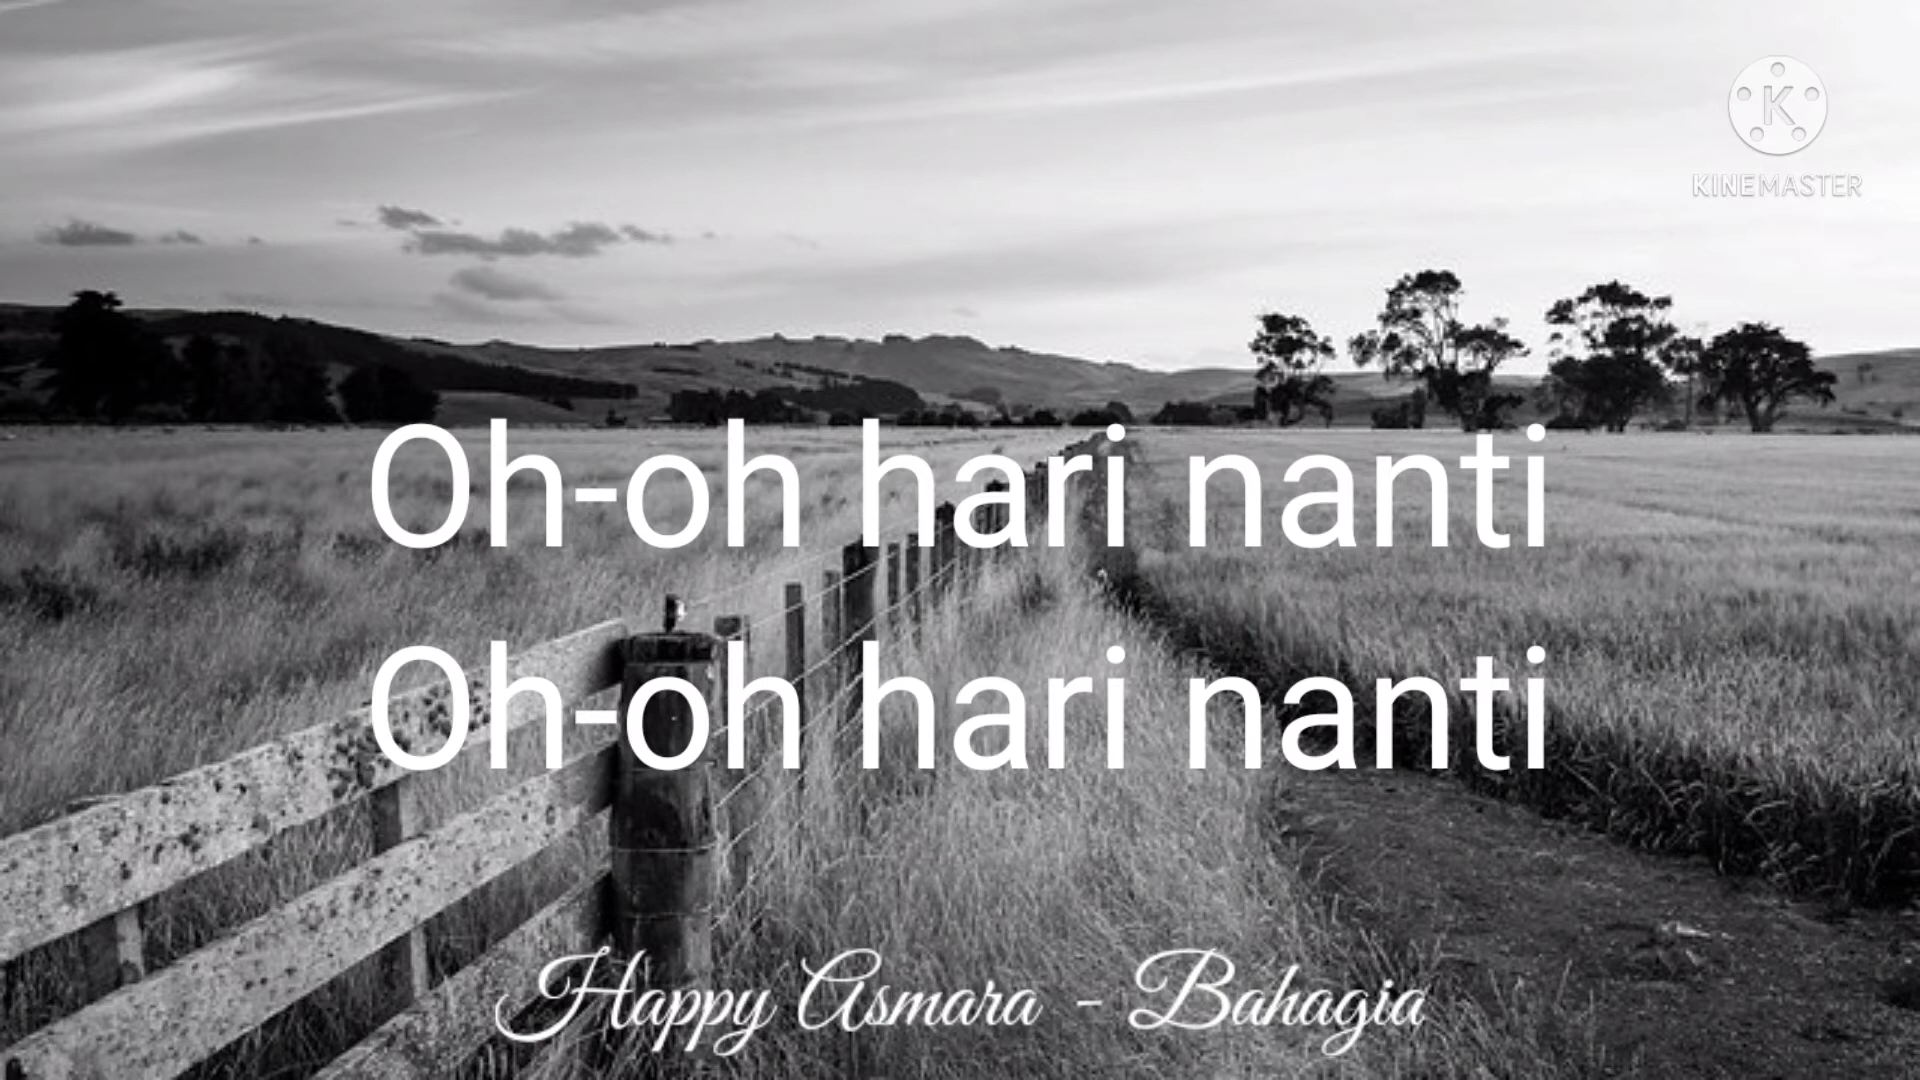 K
KINEMASTER
Oh-oh hari nanti
Oh-oh hari nanti
Happy Asmara - Bahagia